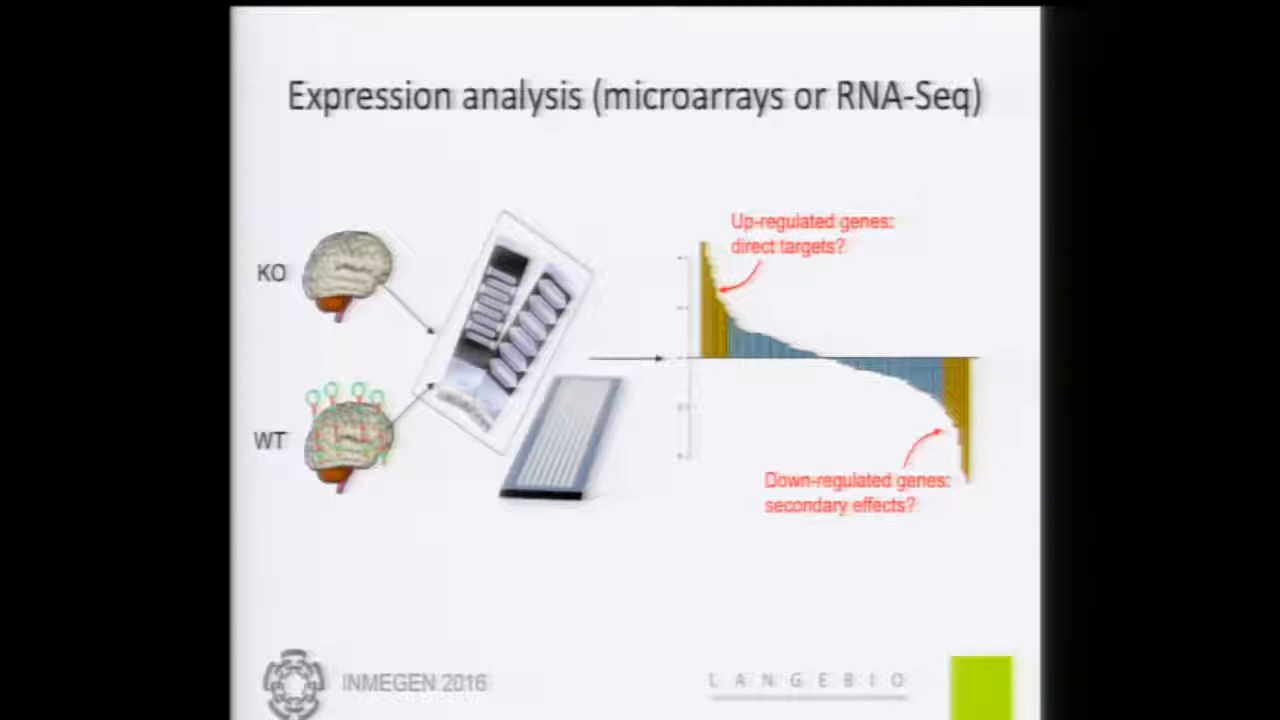 Expression analysis (microarrays or RNA-Seq)
Up-regulated genes:
direct targets?
KO
WT
Down-regulated genes:
secondary effects?
INMEGEN 2016
LANGEBIO